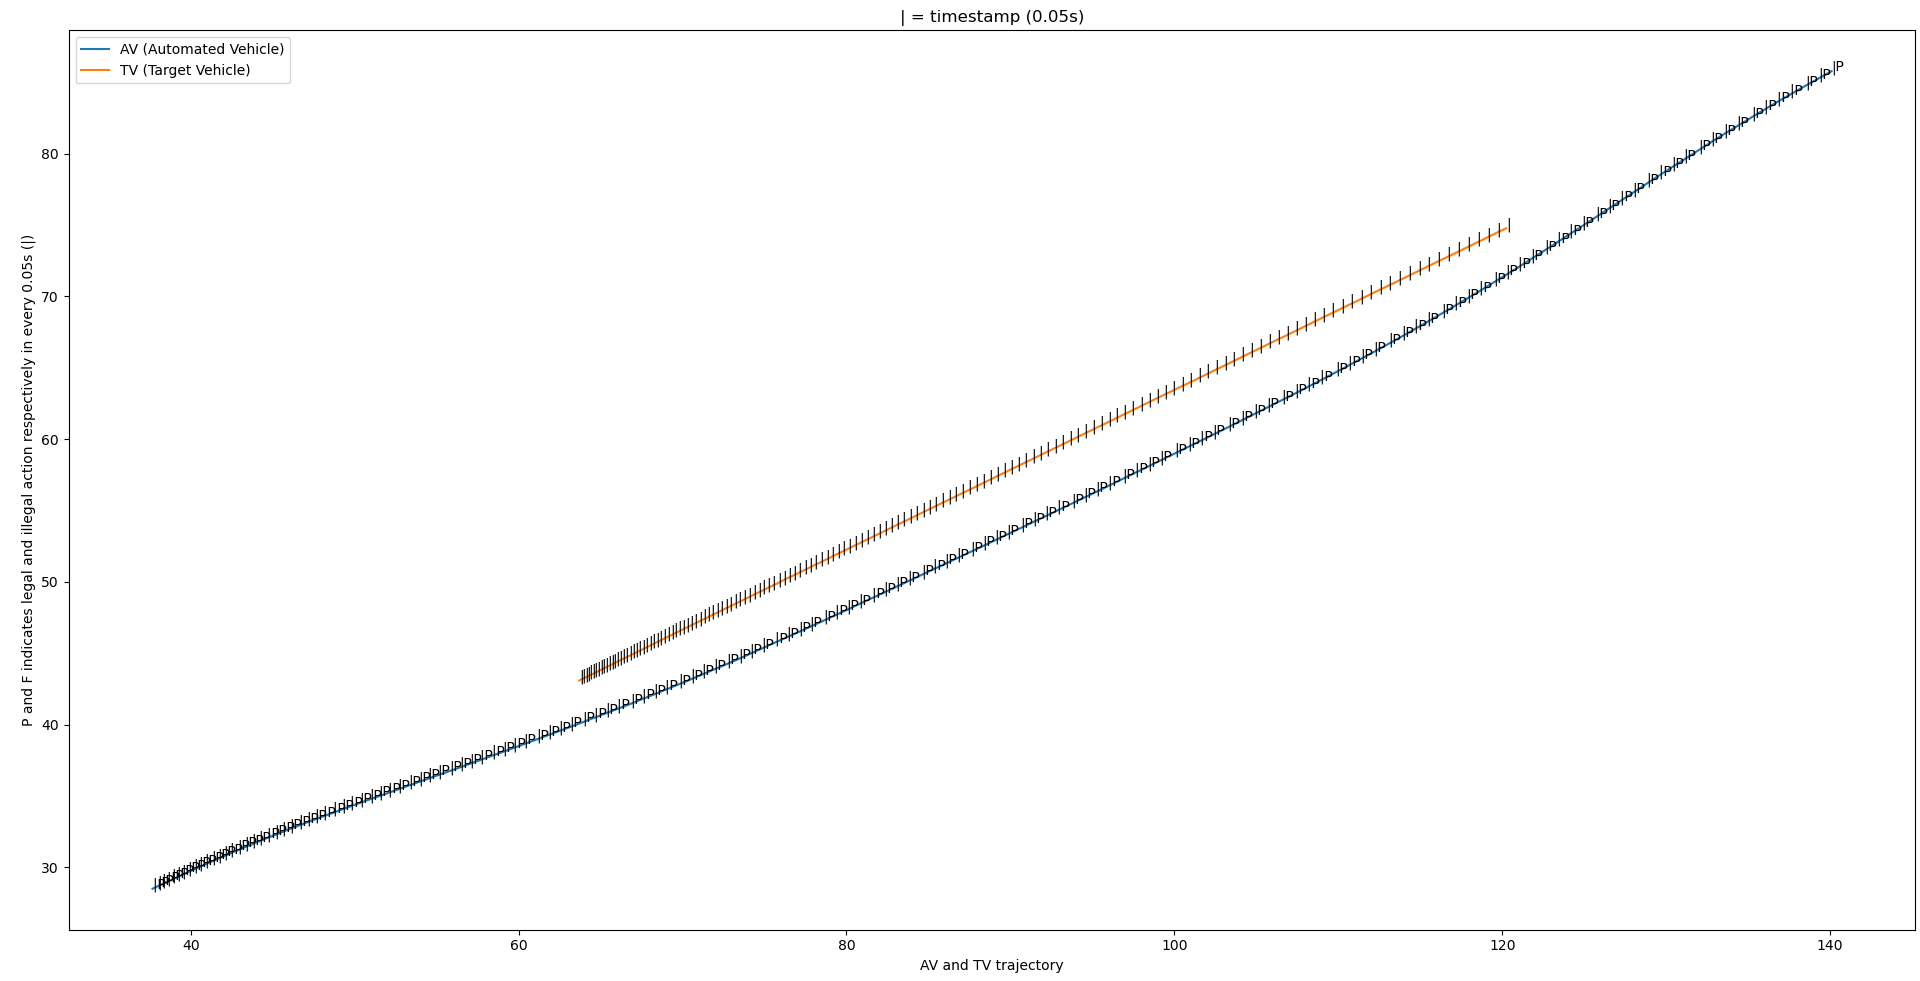 | = timestamp (0.05s)
AV (Automated Vehicle)
TV (Target Vehicle)
P and F indicates legal and illegal action respectively in every 0.05s (|)
80
70
60
50
40
30
40
60
80
100
120
140
AV and TV trajectory
|P